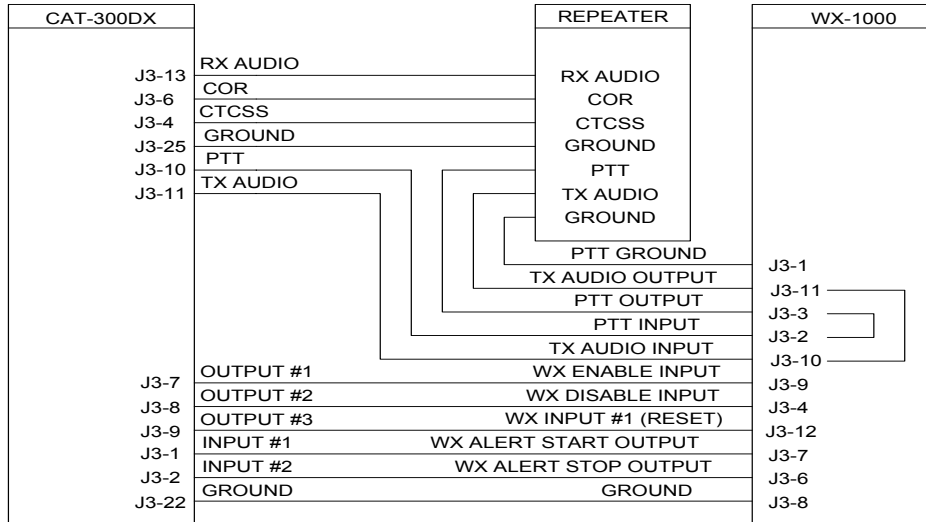 CAT-300DX REPEATER WX-1000
RX AUDIO
J3-13 RX AUDIO
COR
J3-6 COR
CTCSS
J3-4 CTCSS
GROUND
J3-25 GROUND
PTT
J3-10 PTT
TX AUDIO
J3-11 TX AUDIO
GROUND
PTT GROUND
J3-1
TX AUDIO OUTPUT
J3-11
PTT OUTPUT
J3-3
PTT INPUT
J3-2
TX AUDIO INPUT
J3-10
OUTPUT #1 WX ENABLE INPUT
J3-7 J3-9
OUTPUT #2 WX DISABLE INPUT
J3-8 J3-4
OUTPUT #3 WX INPUT #1 (RESET)
J3-9 J3-12
INPUT #1 WX ALERT START OUTPUT
J3-1 J3-7
INPUT #2 WX ALERT STOP OUTPUT
J3-2 J3-6
GROUND GROUND
J3-22 J3-8